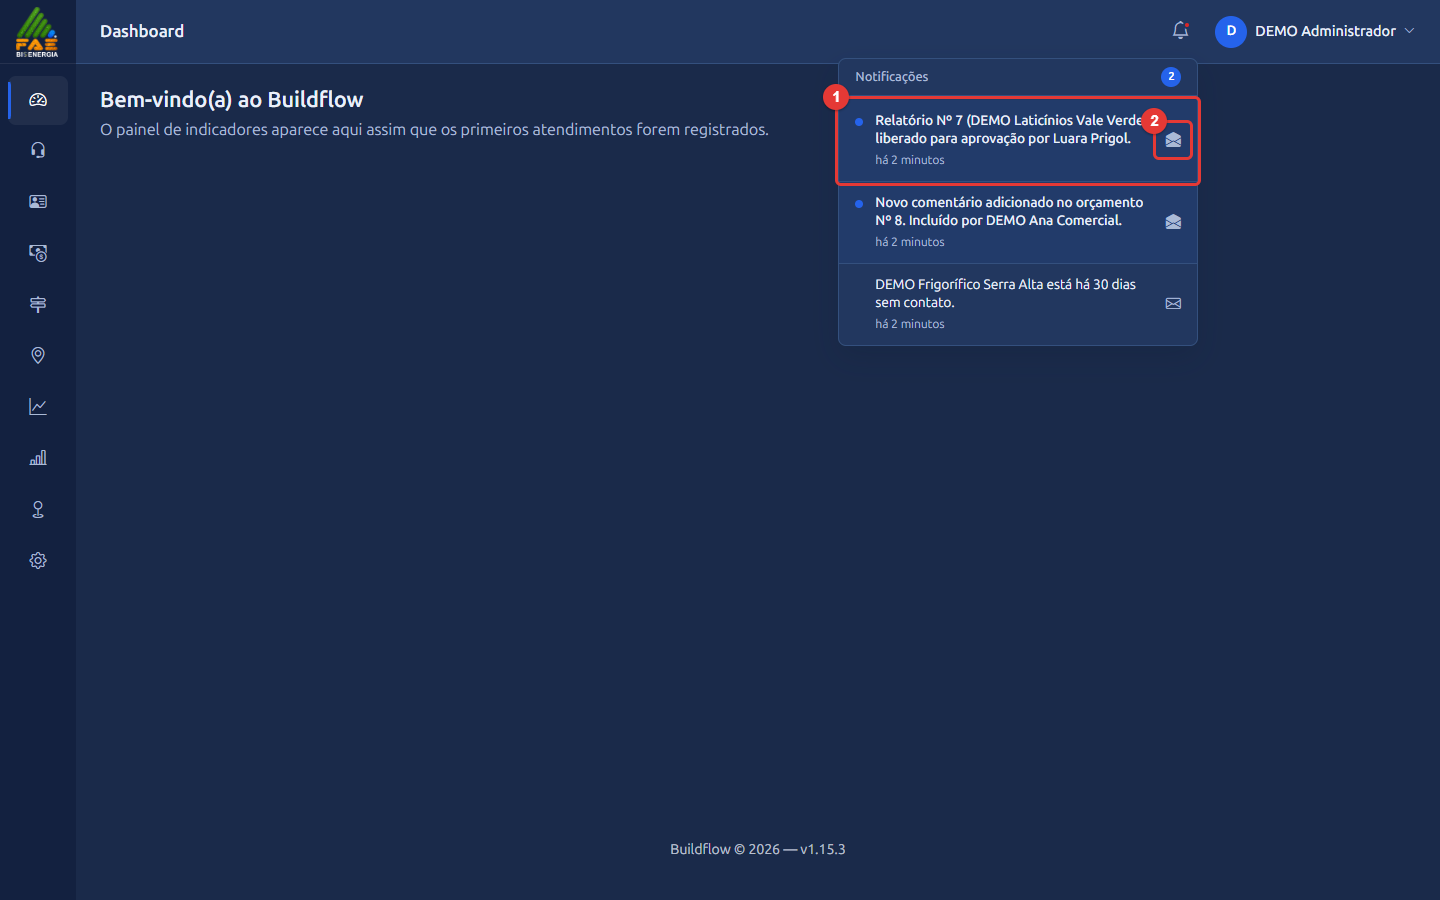 FAE
BIOENERGIA
Dashboard
D
DEMO Administrador
Bem-vindo(a) ao Buildflow
O painel de indicadores aparece aqui assim que os primeiros atendimentos forem registrados.
Notificações
2
1
Relatório Nº 7 (DEMO Laticínios Vale Verde
2
liberado para aprovação por Luara Prigol.
há 2 minutos
Novo comentário adicionado no orçamento
Nº 8. Incluído por DEMO Ana Comercial.
há 2 minutos
DEMO Frigorífico Serra Alta está há 30 dias
sem contato.
há 2 minutos
Buildflow © 2026 — v1.15.3